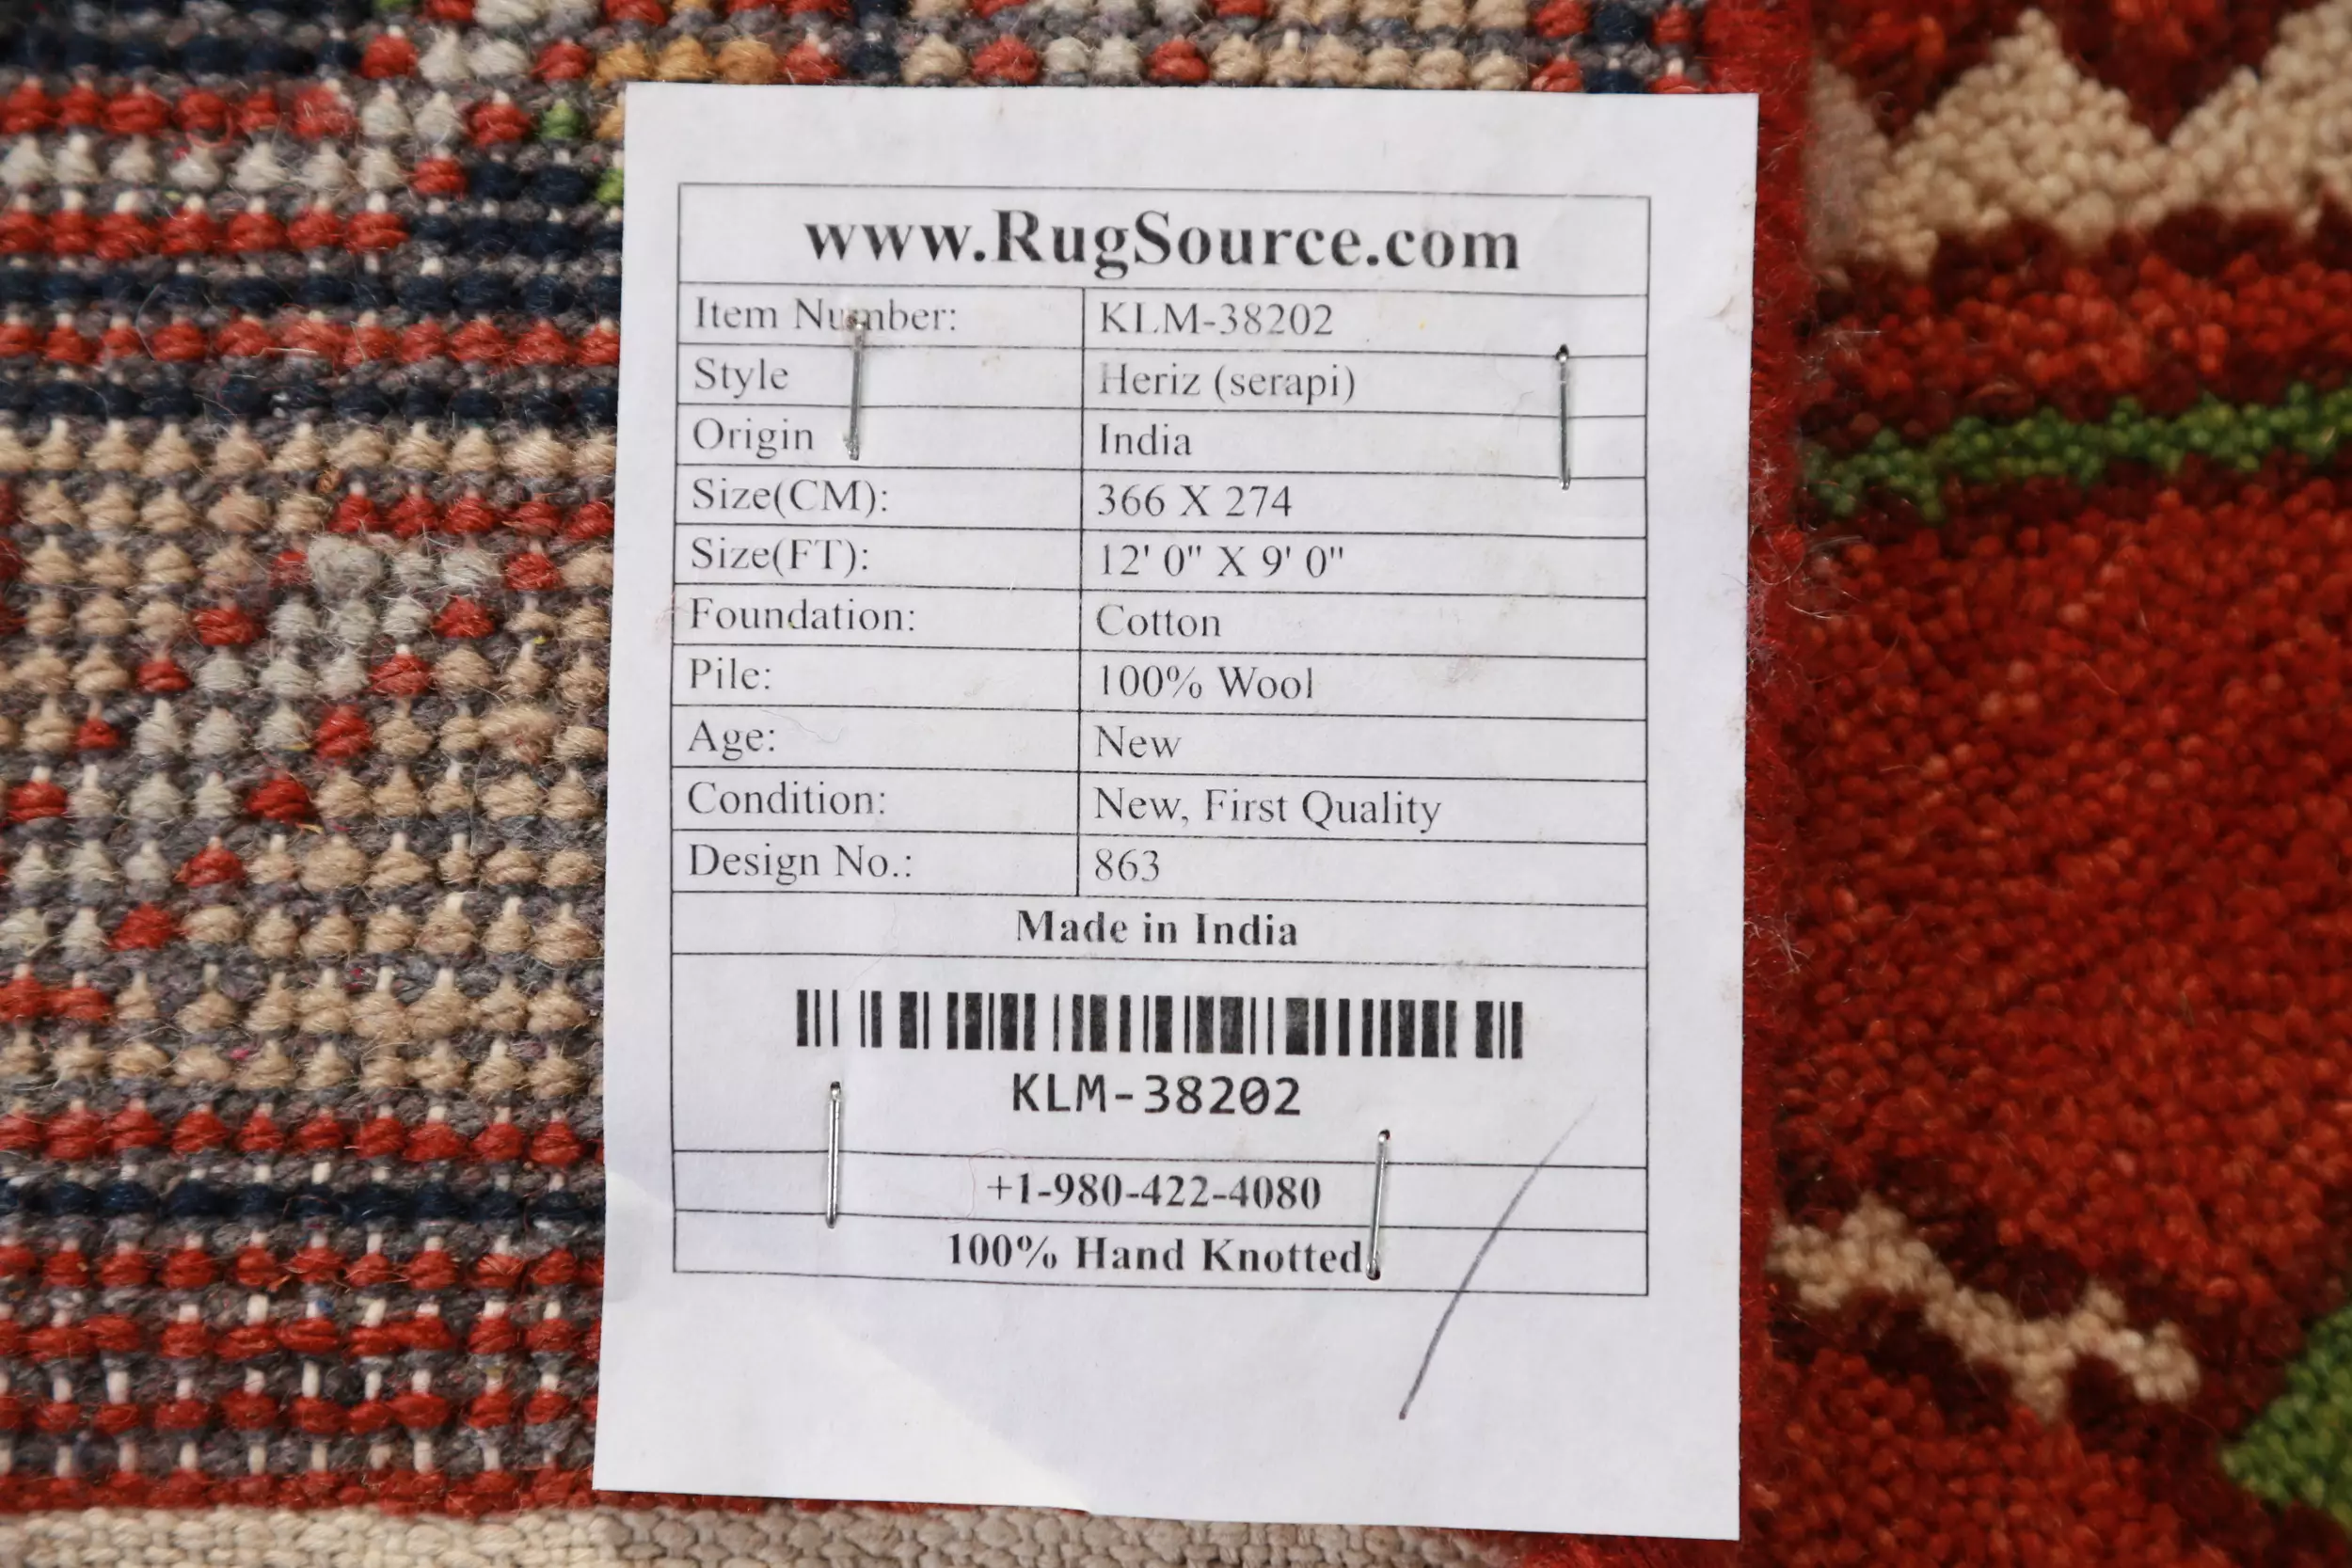 www.RugSource.com
Item Number: KLM-38202
Style Heriz (serapi)
Origin India
Size(CM): 366 X 274
Size(FT): 12' 0" X 9' 0"
Foundation: Cotton
Pile: 100% Wool
Age: New
Condition: New, First Quality
Design No.: 863
Made in India
KLM-38202
+1-980-422-4080
100% Hand Knotted